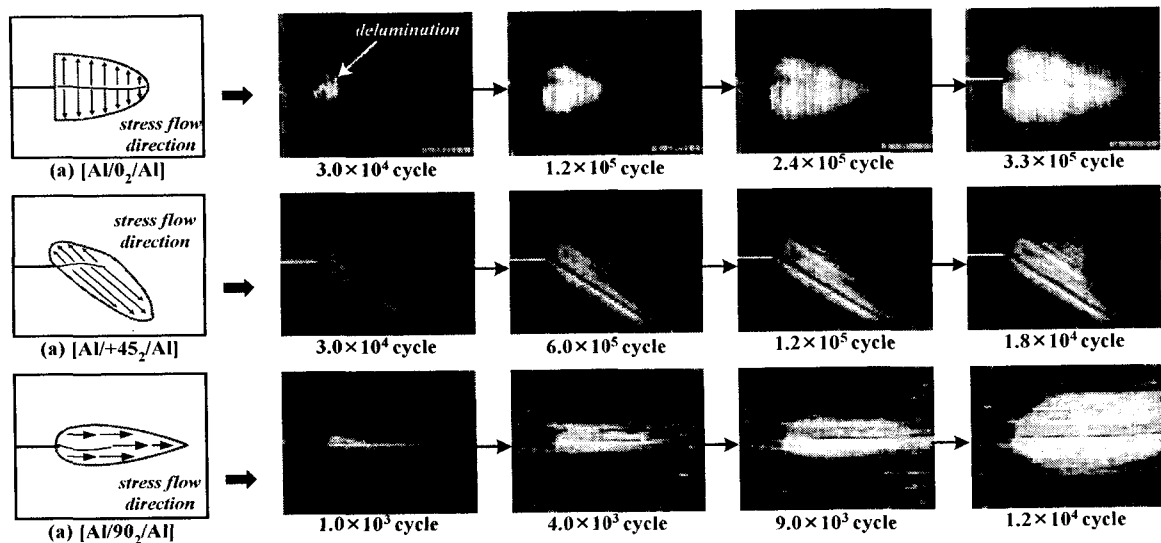 delumination
stress flow
direction
(a) [Al/0₂/Al]
3.0×10⁴ cycle
1.2×10⁵ cycle
2.4×10⁵ cycle
3.3×10⁵ cycle
stress flow
direction
(a) [Al/+45₂/Al]
3.0×10⁴ cycle
6.0×10⁵ cycle
1.2×10⁵ cycle
1.8×10⁴ cycle
stress flow
direction
(a) [Al/90₂/Al]
1.0×10³ cycle
4.0×10³ cycle
9.0×10³ cycle
1.2×10⁴ cycle